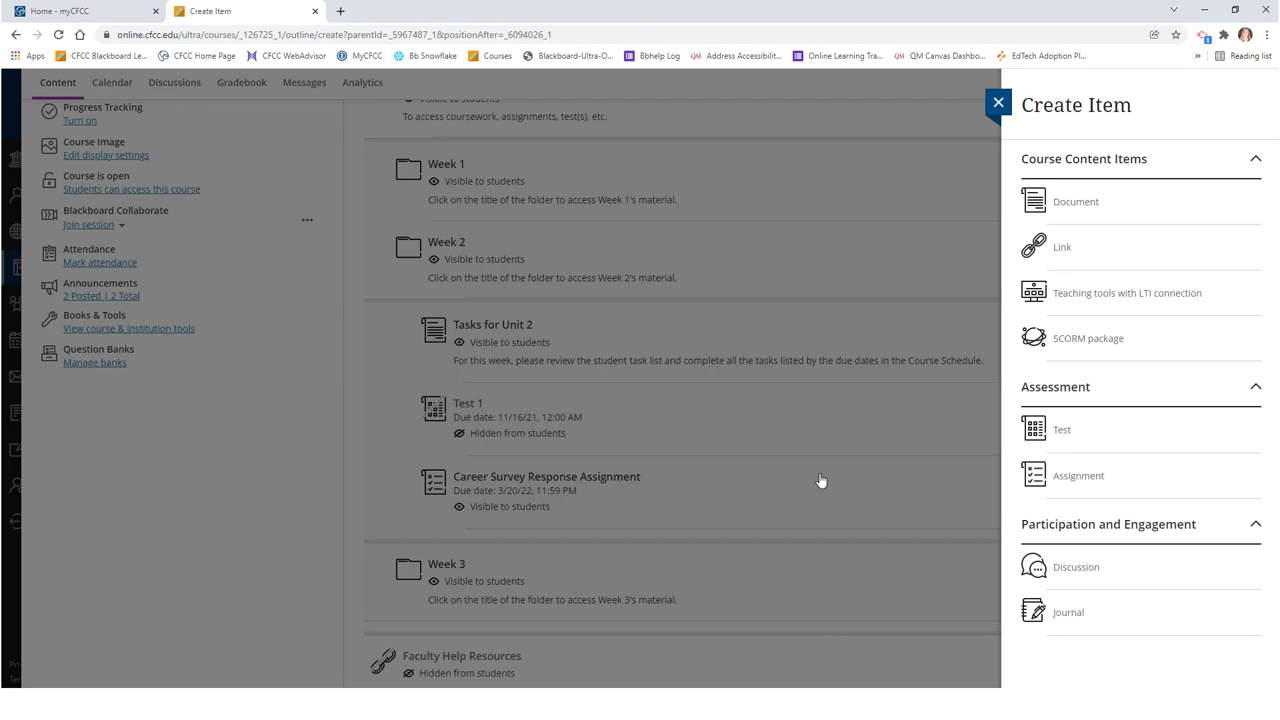 Home - myCFCC
Create Item
online.cfcc.edu/ultra/courses/_126725_1/outline/create?parentId=_5967487_1&positionAfter=_6094026_1
Apps
CFCC Blackboard Le...
CFCC Home Page
CFCC WebAdvisor
MyCFCC
Bb Snowflake
Courses
Blackboard-Ultra-O...
Bbhelp Log
Address Accessibilit...
Online Learning Tra...
QM Canvas Dashbo...
EdTech Adoption Pl...
»
Reading list
Content
Calendar
Discussions
Gradebook
Messages
Analytics
Progress Tracking
Turn on
Course Image
Edit display settings
Course is open
Students can access this course
Blackboard Collaborate
Join session
Attendance
Mark attendance
Announcements
2 Posted | 2 Total
Books & Tools
View course & institution tools
Question Banks
Manage banks
To access coursework, assignments, test(s), etc.
Week 1
Visible to students
Click on the title of the folder to access Week 1's material.
Week 2
Visible to students
Click on the title of the folder to access Week 2's material.
Tasks for Unit 2
Visible to students
For this week, please review the student task list and complete all the tasks listed by the due dates in the Course Schedule.
Test 1
Due date: 11/16/21, 12:00 AM
Hidden from students
Career Survey Response Assignment
Due date: 3/20/22, 11:59 PM
Visible to students
Week 3
Visible to students
Click on the title of the folder to access Week 3's material.
Faculty Help Resources
Hidden from students
Create Item
Course Content Items
Document
Link
Teaching tools with LTI connection
SCORM package
Assessment
Test
Assignment
Participation and Engagement
Discussion
Journal